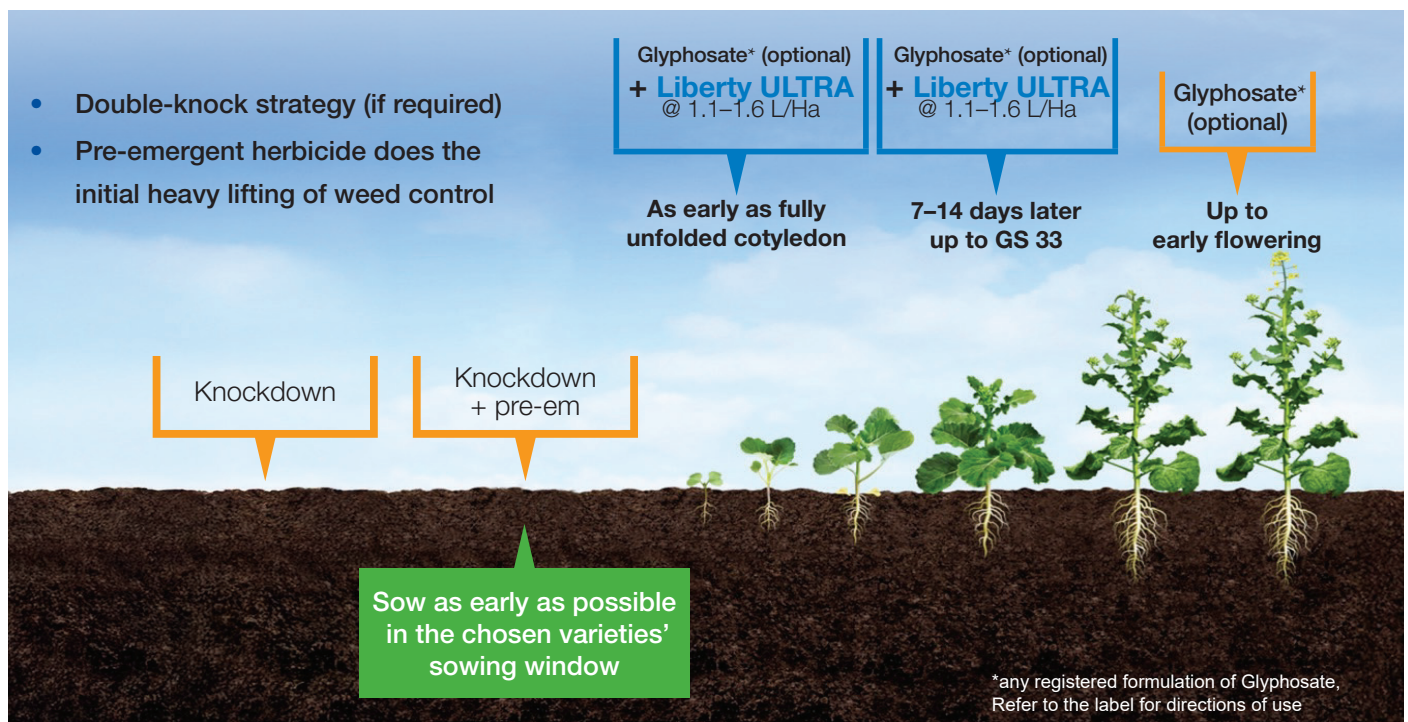 • Double-knock strategy (if required)
• Pre-emergent herbicide does the
initial heavy lifting of weed control
Glyphosate* (optional)
+ Liberty ULTRA
@ 1.1–1.6 L/Ha
As early as fully
unfolded cotyledon
Glyphosate* (optional)
+ Liberty ULTRA
@ 1.1–1.6 L/Ha
7–14 days later
up to GS 33
Glyphosate*
(optional)
Up to
early flowering
Knockdown
Knockdown
+ pre-em
Sow as early as possible
in the chosen varieties’
sowing window
*any registered formulation of Glyphosate,
Refer to the label for directions of use